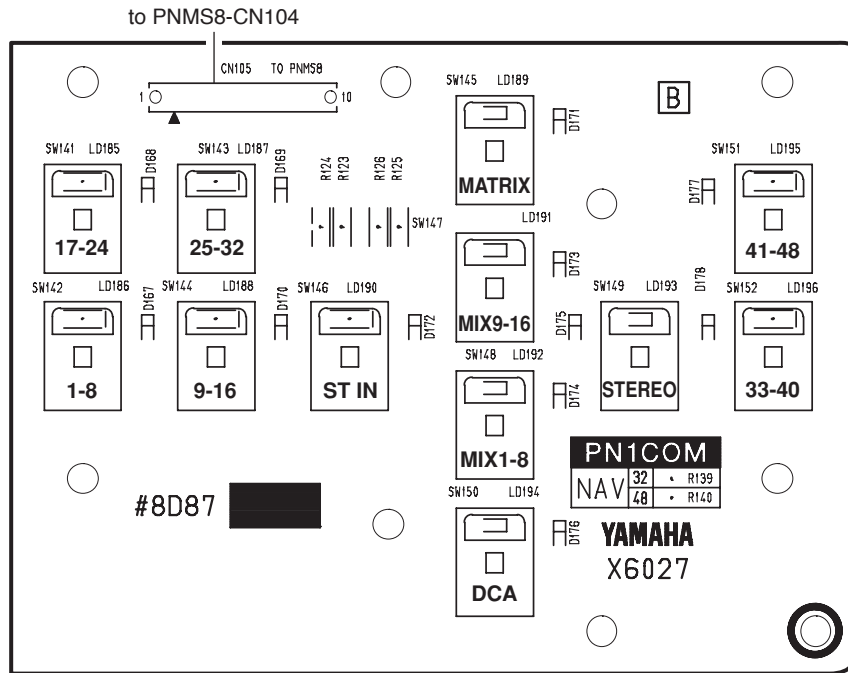 to PNMS8-CN104
CN105 TO PNMS8
1 10
SW145 LD189
D171
B
MATRIX
SW141 LD185
D168
SW143 LD187
D169
R124
R123
R126
R125
SW147
SW151 LD195
D177
17-24
25-32
41-48
LD191
D173
MIX9-16
SW142 LD186
D167
SW144 LD188
D170
SW146 LD190
D172
D175
SW149 LD193
D178
SW152 LD196
1-8
9-16
ST IN
STEREO
33-40
SW148 LD192
D174
MIX1-8
PN1COM
NAV
32 R139
48 R140
#8D87
SW150 LD194
D176
DCA
YAMAHA
X6027